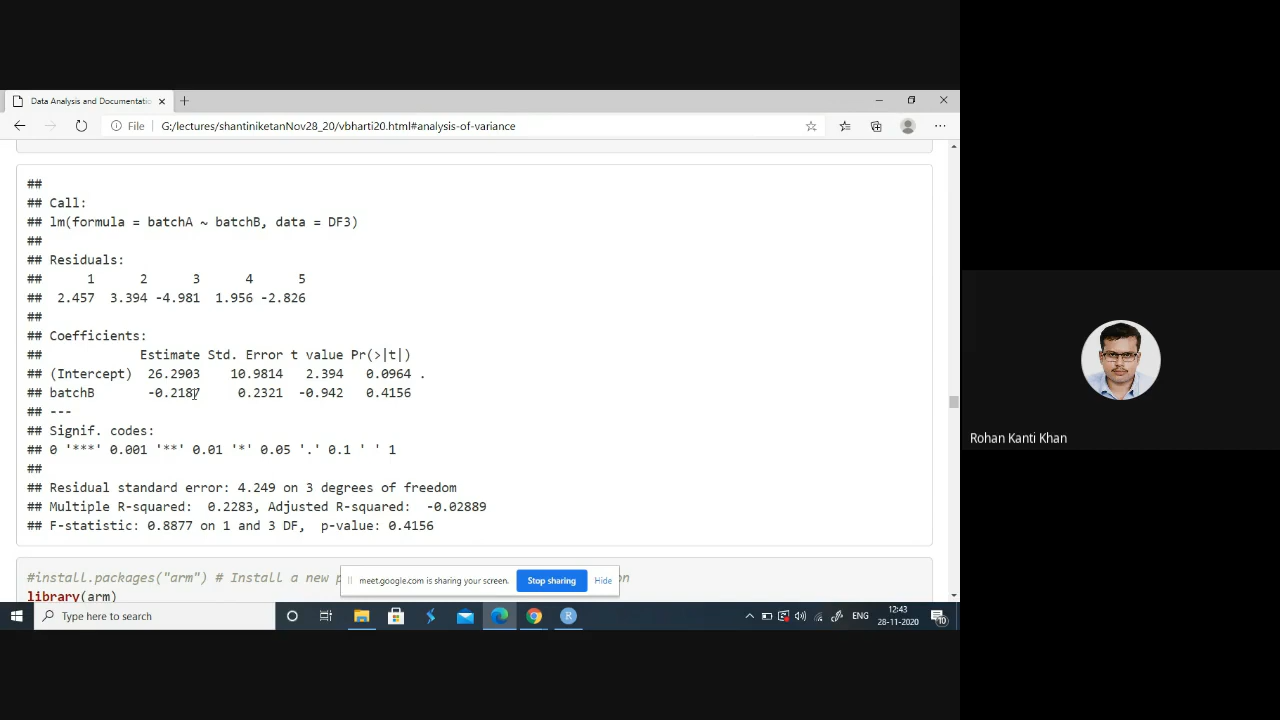 Data Analysis and Documentatio
File G:/lectures/shantiniketanNov28_20/vbharti20.html#analysis-of-variance
##
## Call:
## lm(formula = batchA ~ batchB, data = DF3)
##
## Residuals:
## 1 2 3 4 5
## 2.457 3.394 -4.981 1.956 -2.826
##
## Coefficients:
## Estimate Std. Error t value Pr(>|t|)
## (Intercept) 26.2903 10.9814 2.394 0.0964 .
## batchB -0.2187 0.2321 -0.942 0.4156
## ---
## Signif. codes:
## 0 '***' 0.001 '**' 0.01 '*' 0.05 '.' 0.1 ' ' 1
##
## Residual standard error: 4.249 on 3 degrees of freedom
## Multiple R-squared: 0.2283, Adjusted R-squared: -0.02889
## F-statistic: 0.8877 on 1 and 3 DF, p-value: 0.4156
#install.packages("arm") # Install a new p on
library(arm)
meet.google.com is sharing your screen. Stop sharing Hide
Type here to search
ENG
12:43
28-11-2020
10
Rohan Kanti Khan